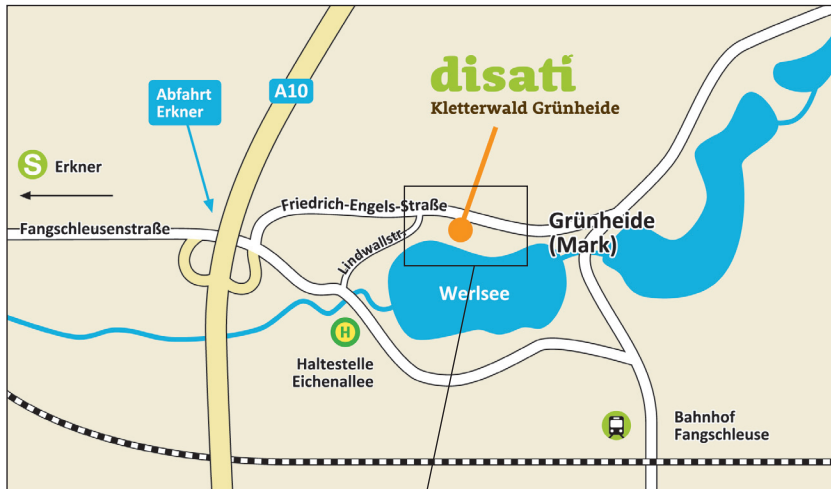 disati
Kletterwald Grünheide
A10
Abfahrt
Erkner
S Erkner
Friedrich-Engels-Straße
Fangschleusenstraße
Grünheide
(Mark)
Lindwallstr.
Werlsee
H
Haltestelle
Eichenallee
Bahnhof
Fangschleuse